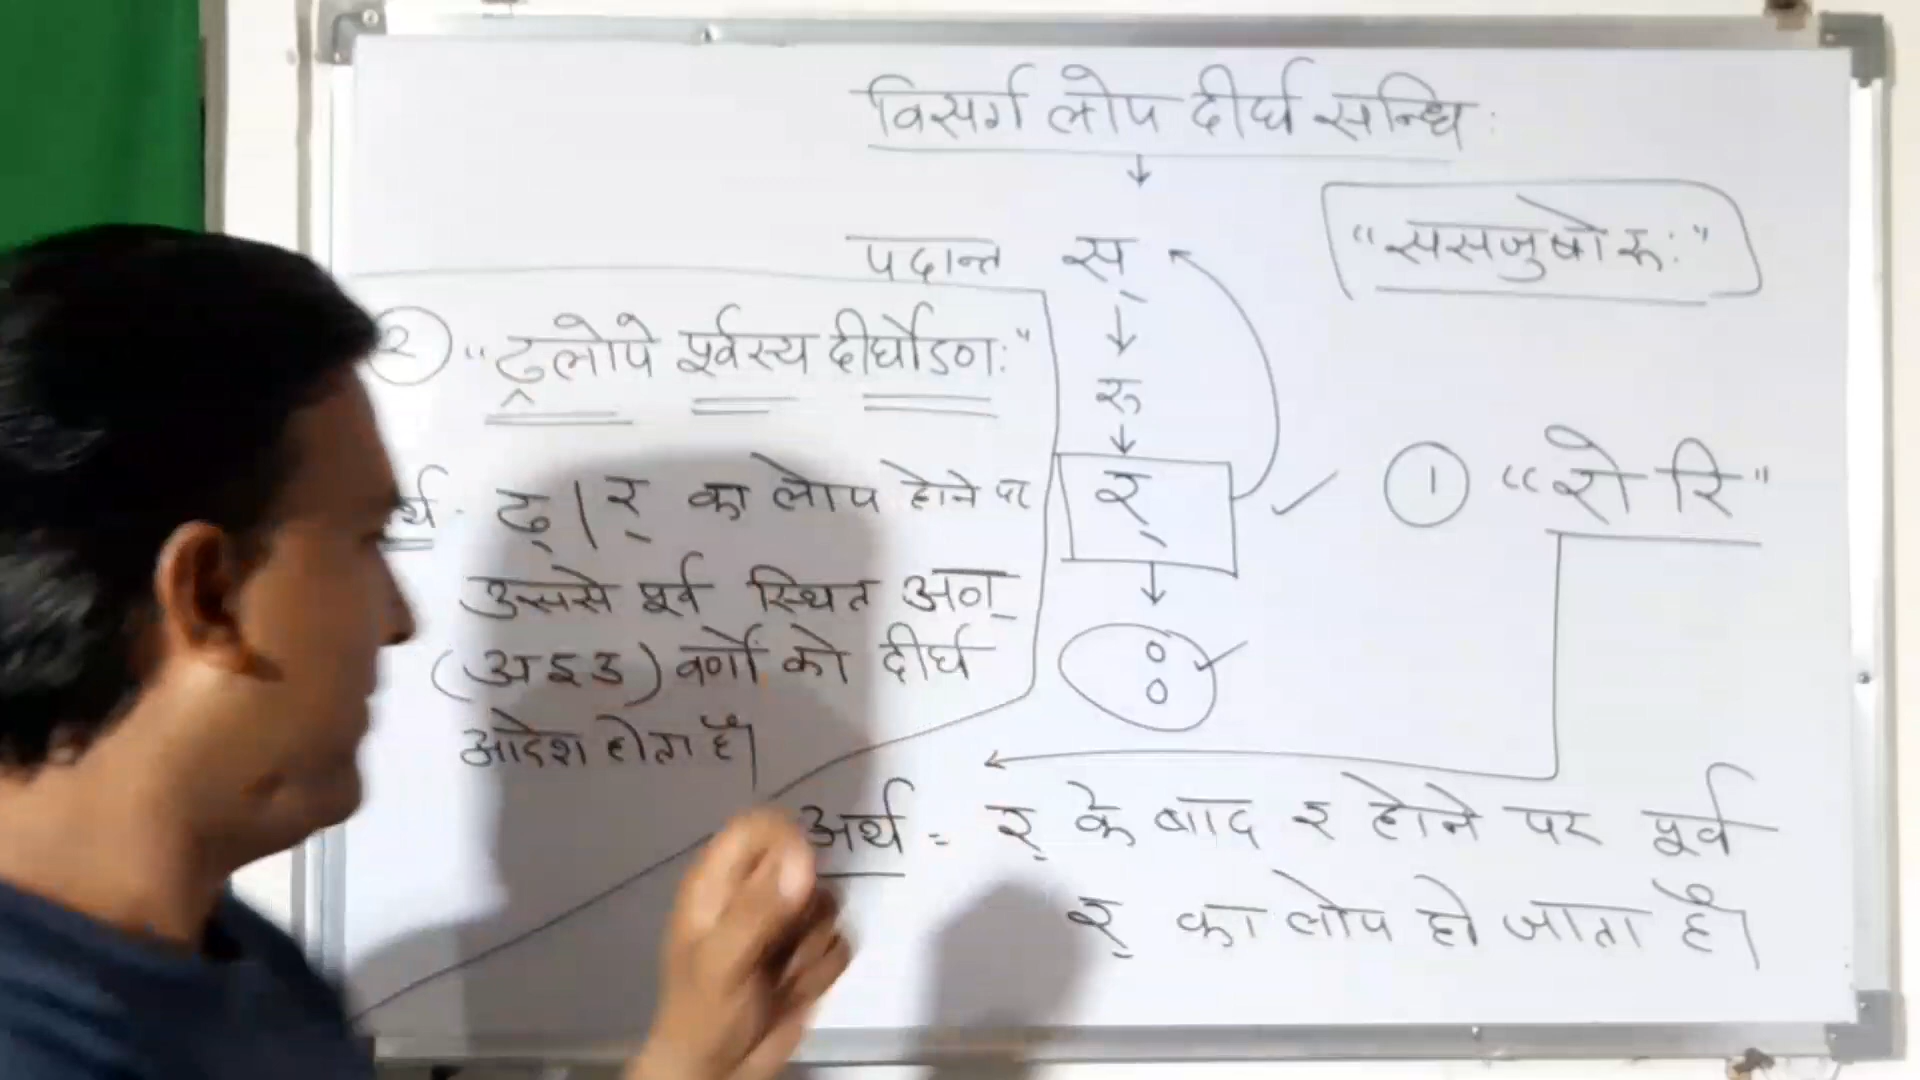 विसर्ग लोप दीर्घ सन्धि:
पदान्त स्
"ससजुषो रु:"
रु
र्
① "रो रि"
② "ढ्रलोपे पूर्वस्य दीर्घोऽण:"
र्थ - ढ्/र् का लोप होने पर
उससे पूर्व स्थित अण्
(अ इ उ) वर्णों को दीर्घ
आदेश होता है।
अर्थ = र् के बाद र होने पर पूर्व
र् का लोप हो जाता है।